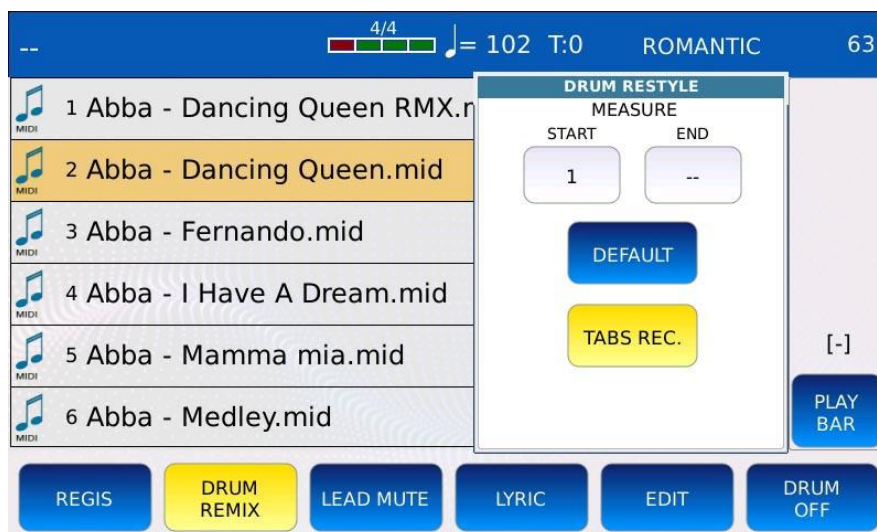 4/4
-- = 102 T:0 ROMANTIC 63
DRUM RESTYLE
MEASURE
START END
1 --
DEFAULT
TABS REC.
MIDI 1 Abba - Dancing Queen RMX.
MIDI 2 Abba - Dancing Queen.mid
MIDI 3 Abba - Fernando.mid
MIDI 4 Abba - I Have A Dream.mid
MIDI 5 Abba - Mamma mia.mid
MIDI 6 Abba - Medley.mid
[-]
PLAY
BAR
REGIS
DRUM
REMIX
LEAD MUTE
LYRIC
EDIT
DRUM
OFF